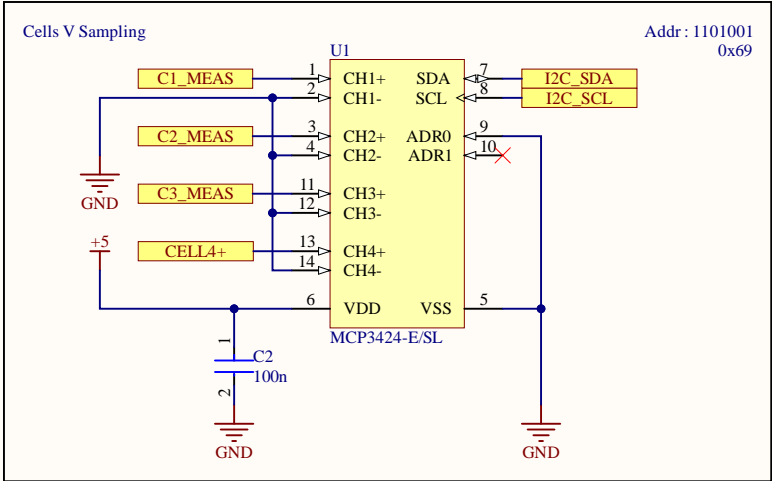 Cells V Sampling
Addr : 1101001
0x69
U1
C1_MEAS
1
CH1+
SDA
7
I2C_SDA
2
CH1-
SCL
8
I2C_SCL
C2_MEAS
3
CH2+
ADR0
9
4
CH2-
ADR1
10
GND
C3_MEAS
11
CH3+
12
CH3-
+5
CELL4+
13
CH4+
14
CH4-
6
VDD
VSS
5
MCP3424-E/SL
1
C2
100n
2
GND
GND